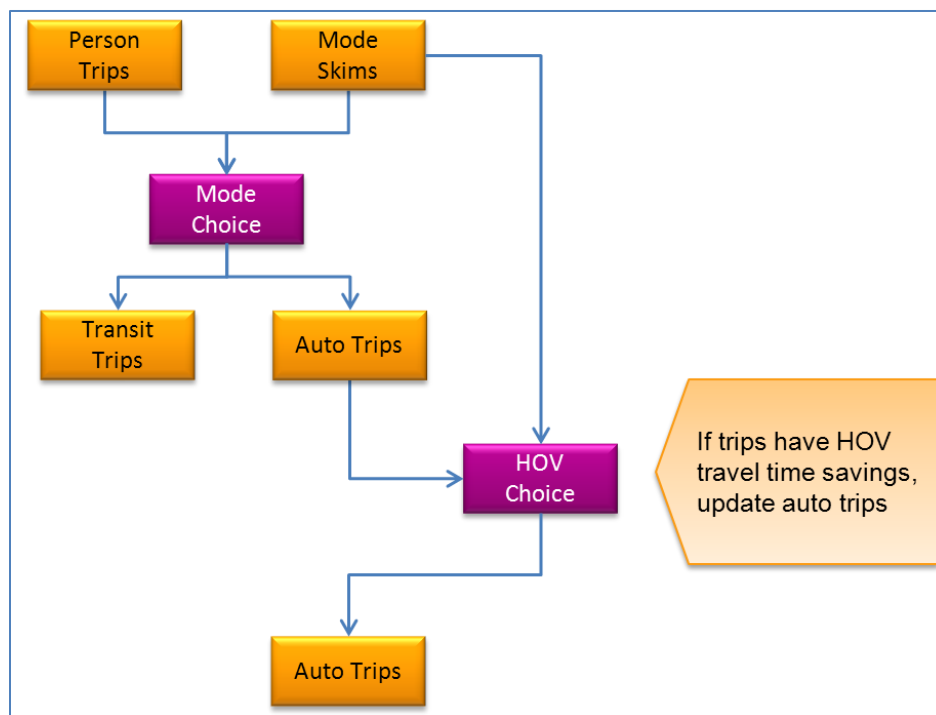 Person
Trips
Mode
Skims
Mode
Choice
Transit
Trips
Auto Trips
HOV
Choice
If trips have HOV
travel time savings,
update auto trips
Auto Trips